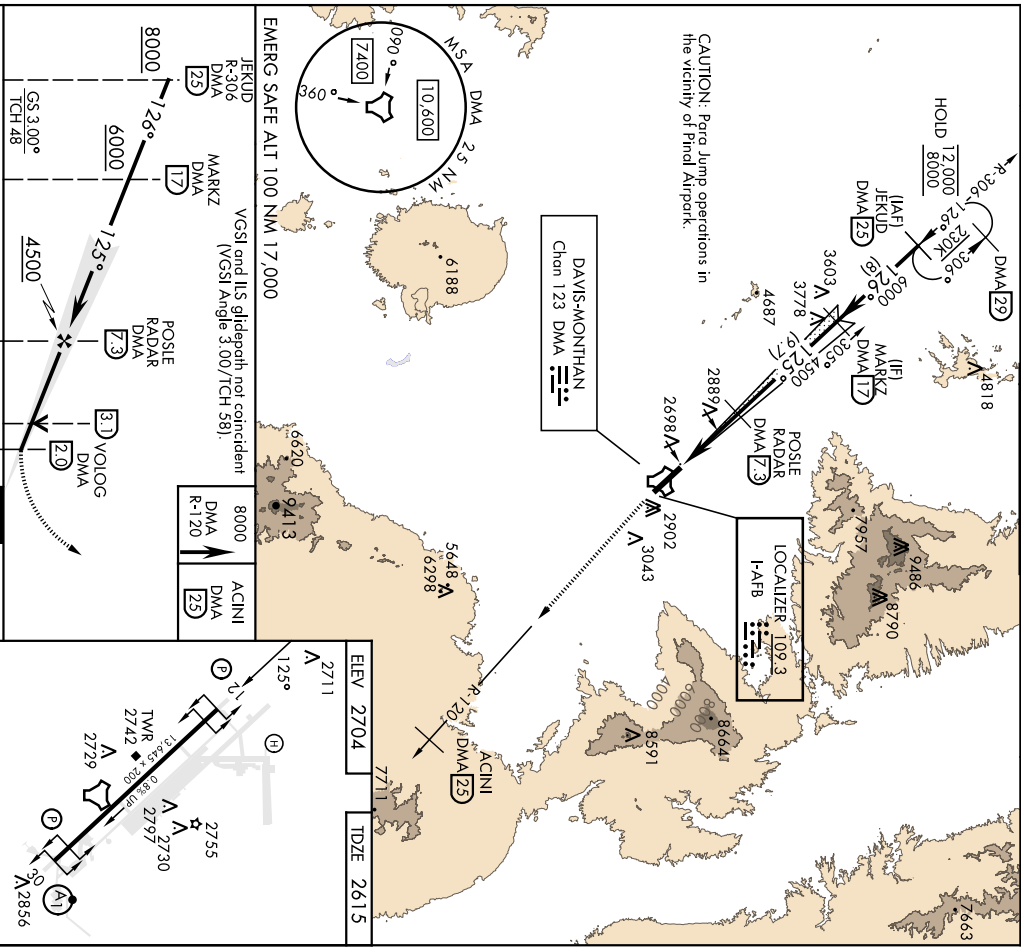 CAUTION: Para Jump operations in
the vicinity of Pinal Airpark.
HOLD 12,000
8000
R-306
126°
306°
230K
DMA 29
(IAF)
JEKUD
DMA 25
6000
126°
(8)
3603
3778
4687
4818
(IF)
MARKZ
DMA 17
305°
4500
125°
(9.7)
2889
2698
POSLE
RADAR
DMA 7.3
DAVIS-MONTHAN
Chan 123 DMA
LOCALIZER 109.3
I-AFB
2902
3043
7957
9486
8790
8664
8591
4000
6000
8000
7663
R-120
ACINI
DMA 25
7711
5648
6298
6620
9413
6188
MSA DMA 25 NM
10,600
7400
090°
360°
EMERG SAFE ALT 100 NM 17,000
JEKUD
R-306
DMA
25
8000
126°
6000
MARKZ
DMA
17
GS 3.00°
TCH 48
125°
4500
VGSI and ILS glidepath not coincident
(VGSI Angle 3.00/TCH 58).
POSLE
RADAR
DMA
7.3
3.1
VOLOG
DMA
2.0
8000
DMA
R-120
ACINI
DMA
25
ELEV 2704
TDZE 2615
2711
125°
12
P
H
13,645 x 200
0.8% UP
TWR
2742
2729
2797
2730
2755
P
30
A1
2856